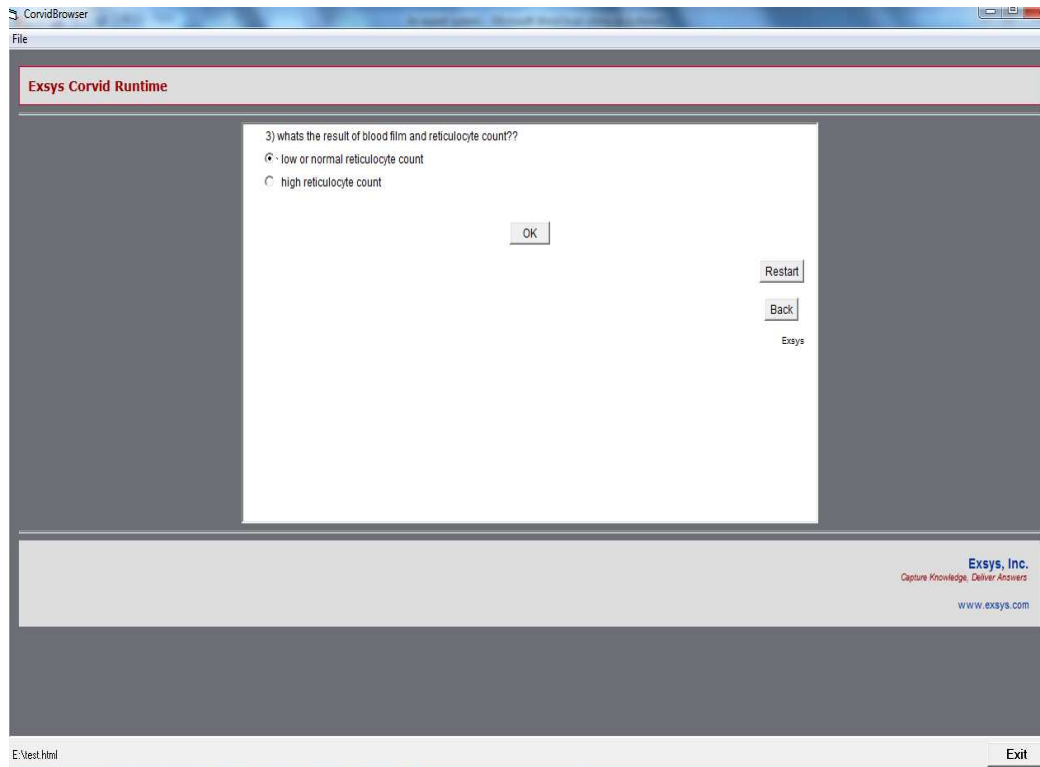 CorvidBrowser
File
Exsys Corvid Runtime
3) whats the result of blood film and reticulocyte count??
low or normal reticulocyte count
high reticulocyte count
OK
Restart
Back
Exsys
Exsys, Inc.
Capture Knowledge, Deliver Answers
www.exsys.com
E:\test.html
Exit